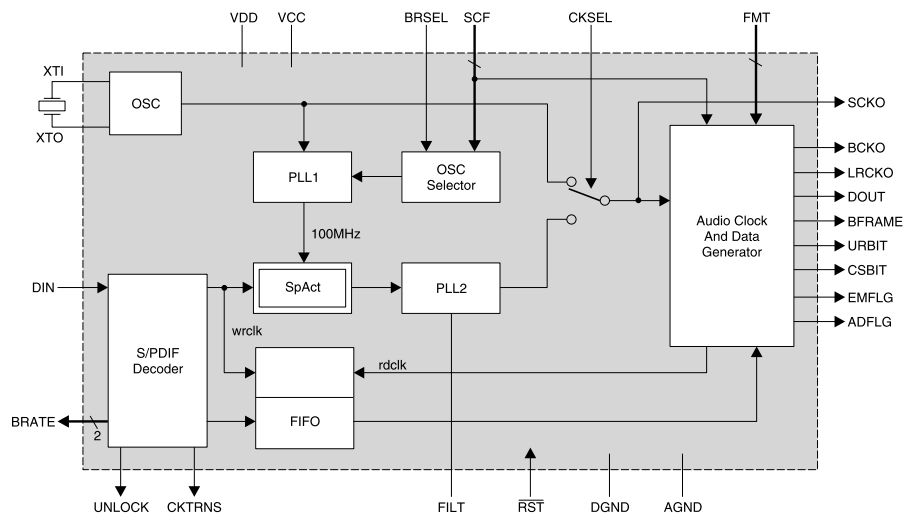 VDD
VCC
BRSEL
SCF
CKSEL
FMT
XTI
XTO
OSC
SCKO
PLL1
OSC
Selector
Audio Clock
And Data
Generator
BCKO
LRCKO
DOUT
BFRAME
URBIT
CSBIT
EMFLG
ADFLG
100MHz
DIN
SpAct
PLL2
S/PDIF
Decoder
wrclk
rdclk
FIFO
BRATE
2
UNLOCK
CKTRNS
FILT
RST
DGND
AGND